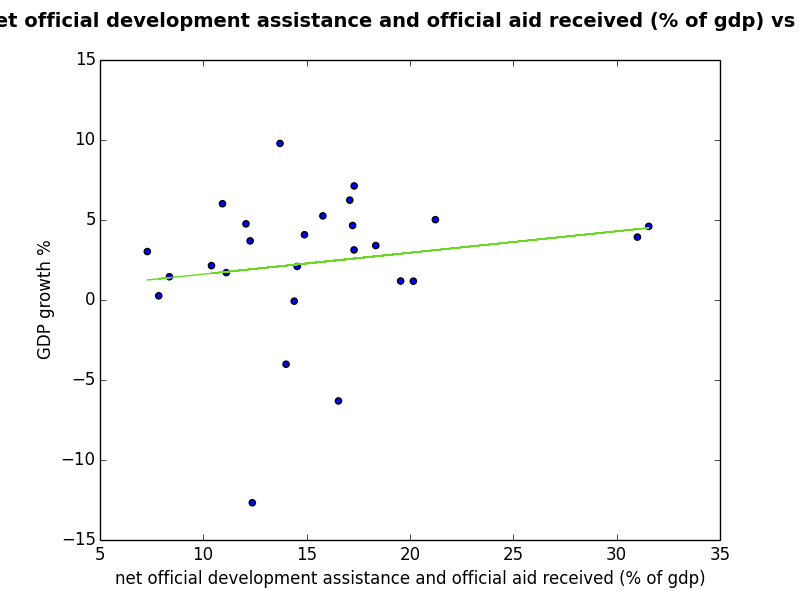 et official development assistance and official aid received (% of gdp) vs
15
10
5
0
−5
−10
−15
GDP growth %
5 10 15 20 25 30 35
net official development assistance and official aid received (% of gdp)